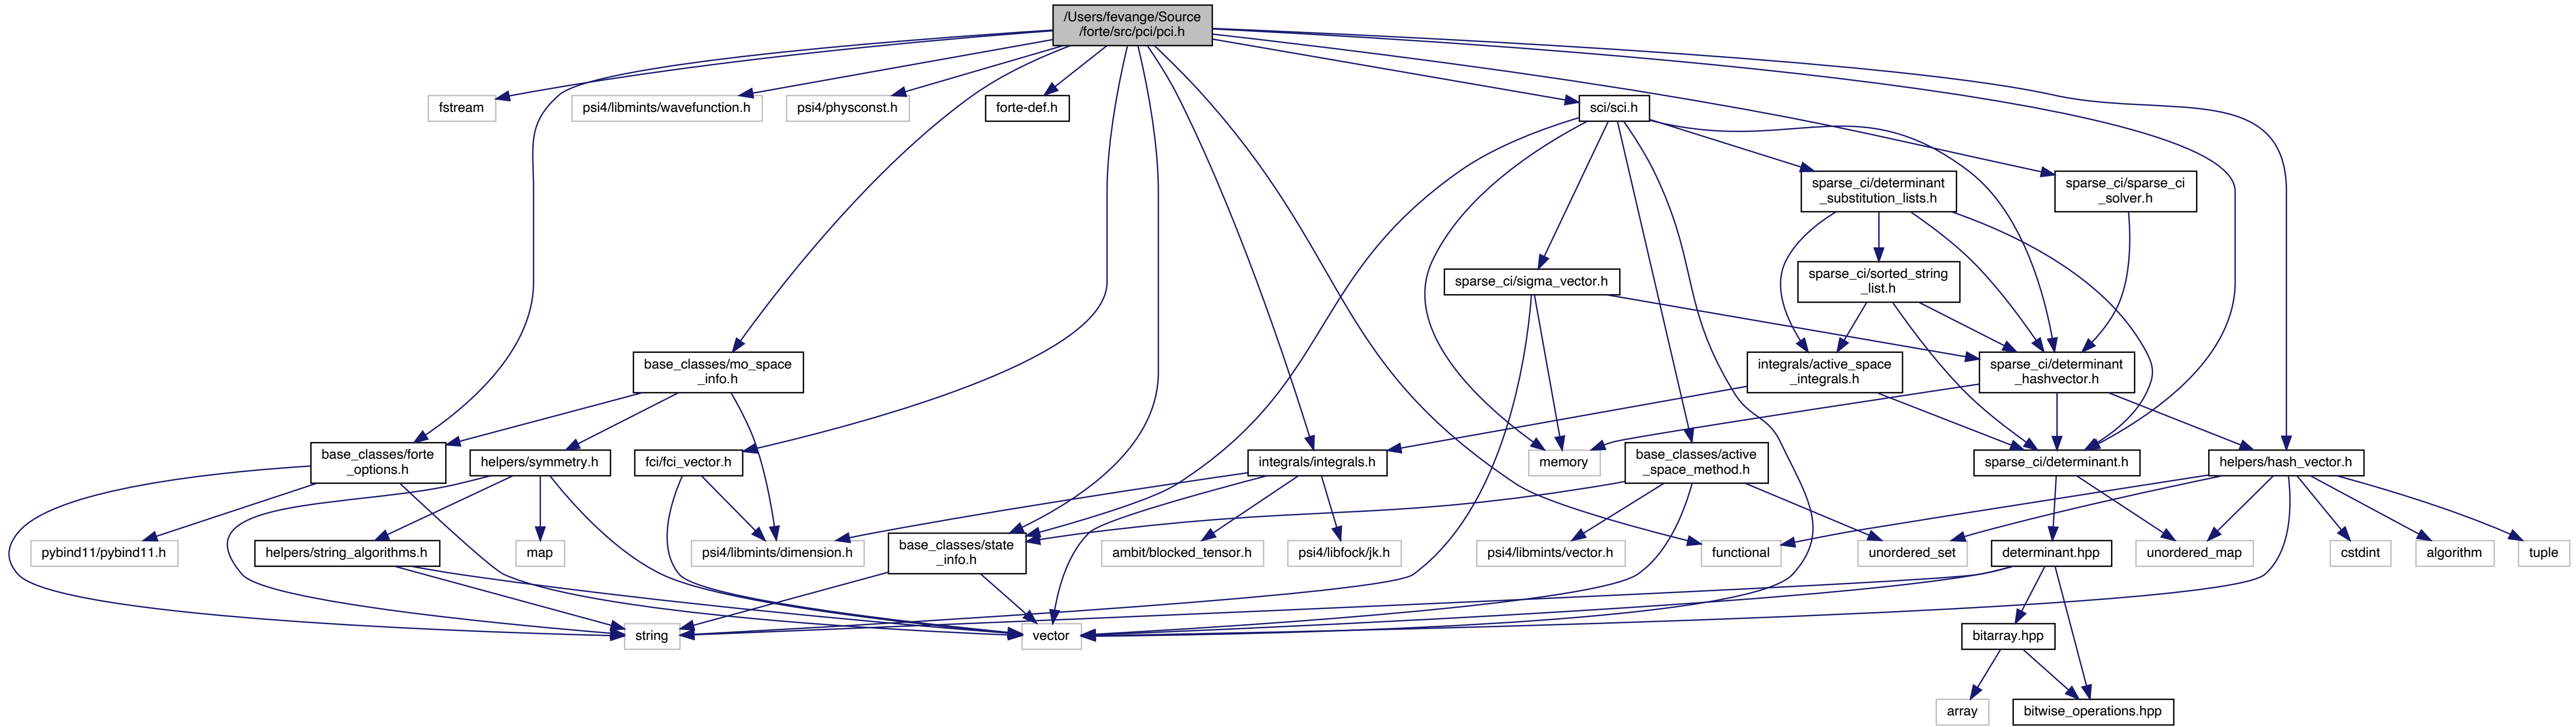 /Users/fevange/Source
/forte/src/pci/pci.h
fstream
psi4/libmints/wavefunction.h
psi4/physconst.h
forte-def.h
sci/sci.h
sparse_ci/determinant
_substitution_lists.h
sparse_ci/sparse_ci
_solver.h
sparse_ci/sigma_vector.h
sparse_ci/sorted_string
_list.h
base_classes/mo_space
_info.h
integrals/active_space
_integrals.h
sparse_ci/determinant
_hashvector.h
base_classes/forte
_options.h
helpers/symmetry.h
fci/fci_vector.h
integrals/integrals.h
memory
base_classes/active
_space_method.h
sparse_ci/determinant.h
helpers/hash_vector.h
pybind11/pybind11.h
helpers/string_algorithms.h
map
psi4/libmints/dimension.h
base_classes/state
_info.h
ambit/blocked_tensor.h
psi4/libfock/jk.h
psi4/libmints/vector.h
functional
unordered_set
determinant.hpp
unordered_map
cstdint
algorithm
tuple
string
vector
bitarray.hpp
array
bitwise_operations.hpp